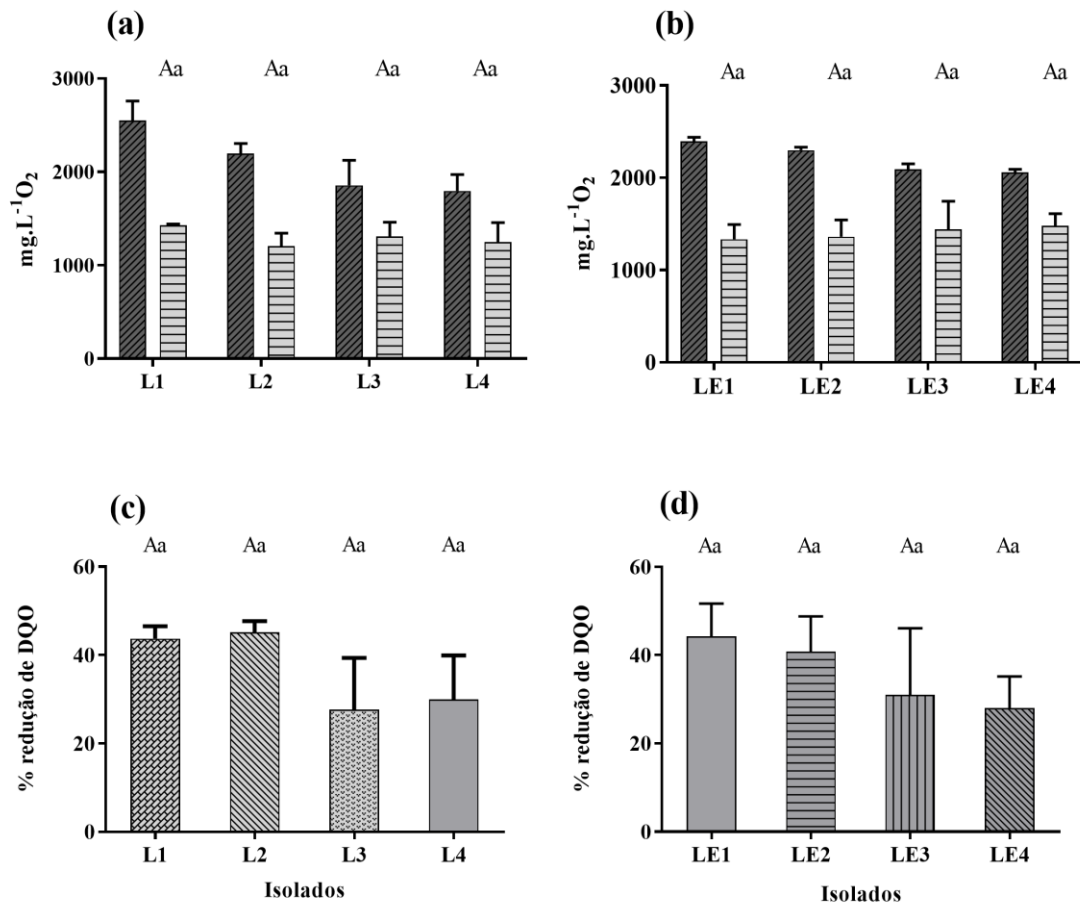 (a)
Aa Aa Aa Aa
3000
2000
1000
0
mg.L⁻¹O₂
L1 L2 L3 L4
(b)
Aa Aa Aa Aa
3000
2000
1000
0
mg.L⁻¹O₂
LE1 LE2 LE3 LE4
(c)
Aa Aa Aa Aa
60
40
20
0
% redução de DQO
L1 L2 L3 L4
Isolados
(d)
Aa Aa Aa Aa
60
40
20
0
% redução de DQO
LE1 LE2 LE3 LE4
Isolados